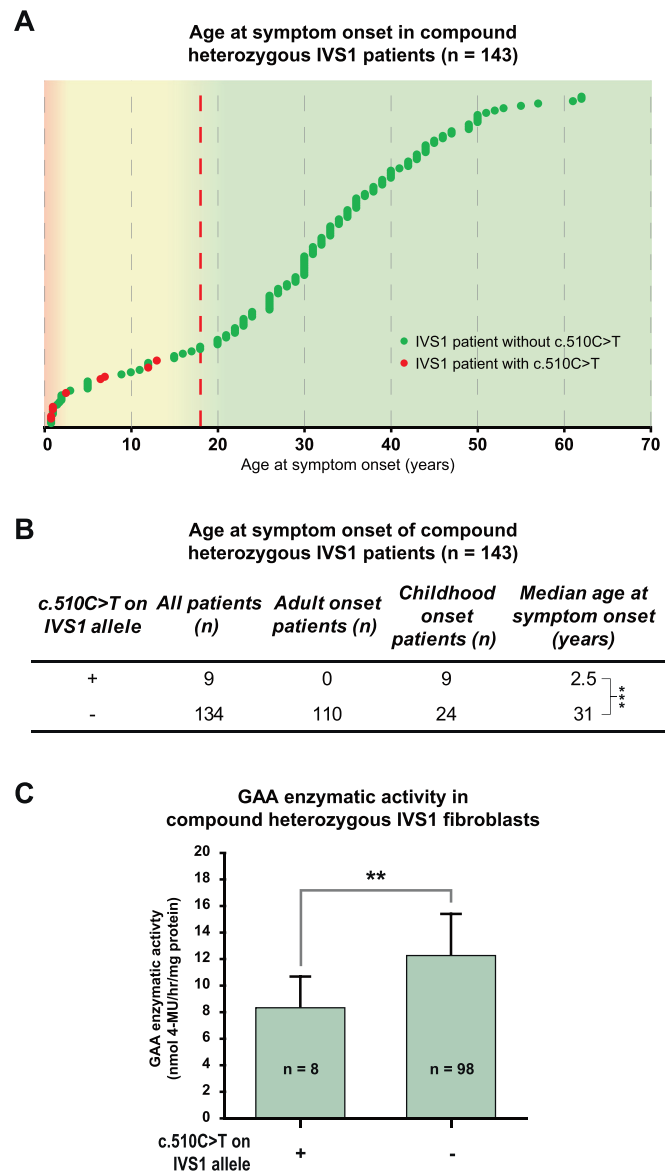 A
Age at symptom onset in compound
heterozygous IVS1 patients (n = 143)
IVS1 patient without c.510C>T
IVS1 patient with c.510C>T
0 10 20 30 40 50 60 70
Age at symptom onset (years)
B
Age at symptom onset of compound
heterozygous IVS1 patients (n = 143)
c.510C>T on IVS1 allele All patients (n) Adult onset patients (n) Childhood onset patients (n) Median age at symptom onset (years)
+ 9 0 9 2.5
***
- 134 110 24 31
C
GAA enzymatic activity in
compound heterozygous IVS1 fibroblasts
GAA enzymatic activty
(nmol 4-MU/hr/mg protein)
20
18
16
14
12
10
8
6
4
2
0
**
n = 8 n = 98
c.510C>T on
IVS1 allele
+ -